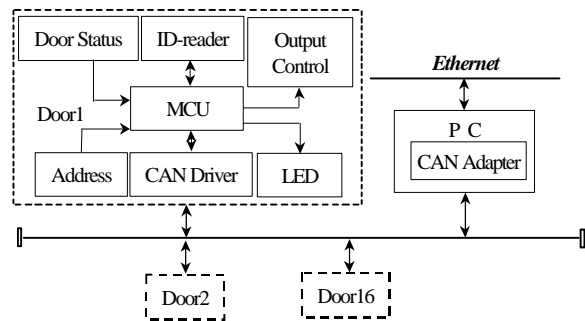 Door Status
ID-reader
Output
Control
Ethernet
Door1
MCU
P C
CAN Adapter
Address
CAN Driver
LED
Door2
Door16